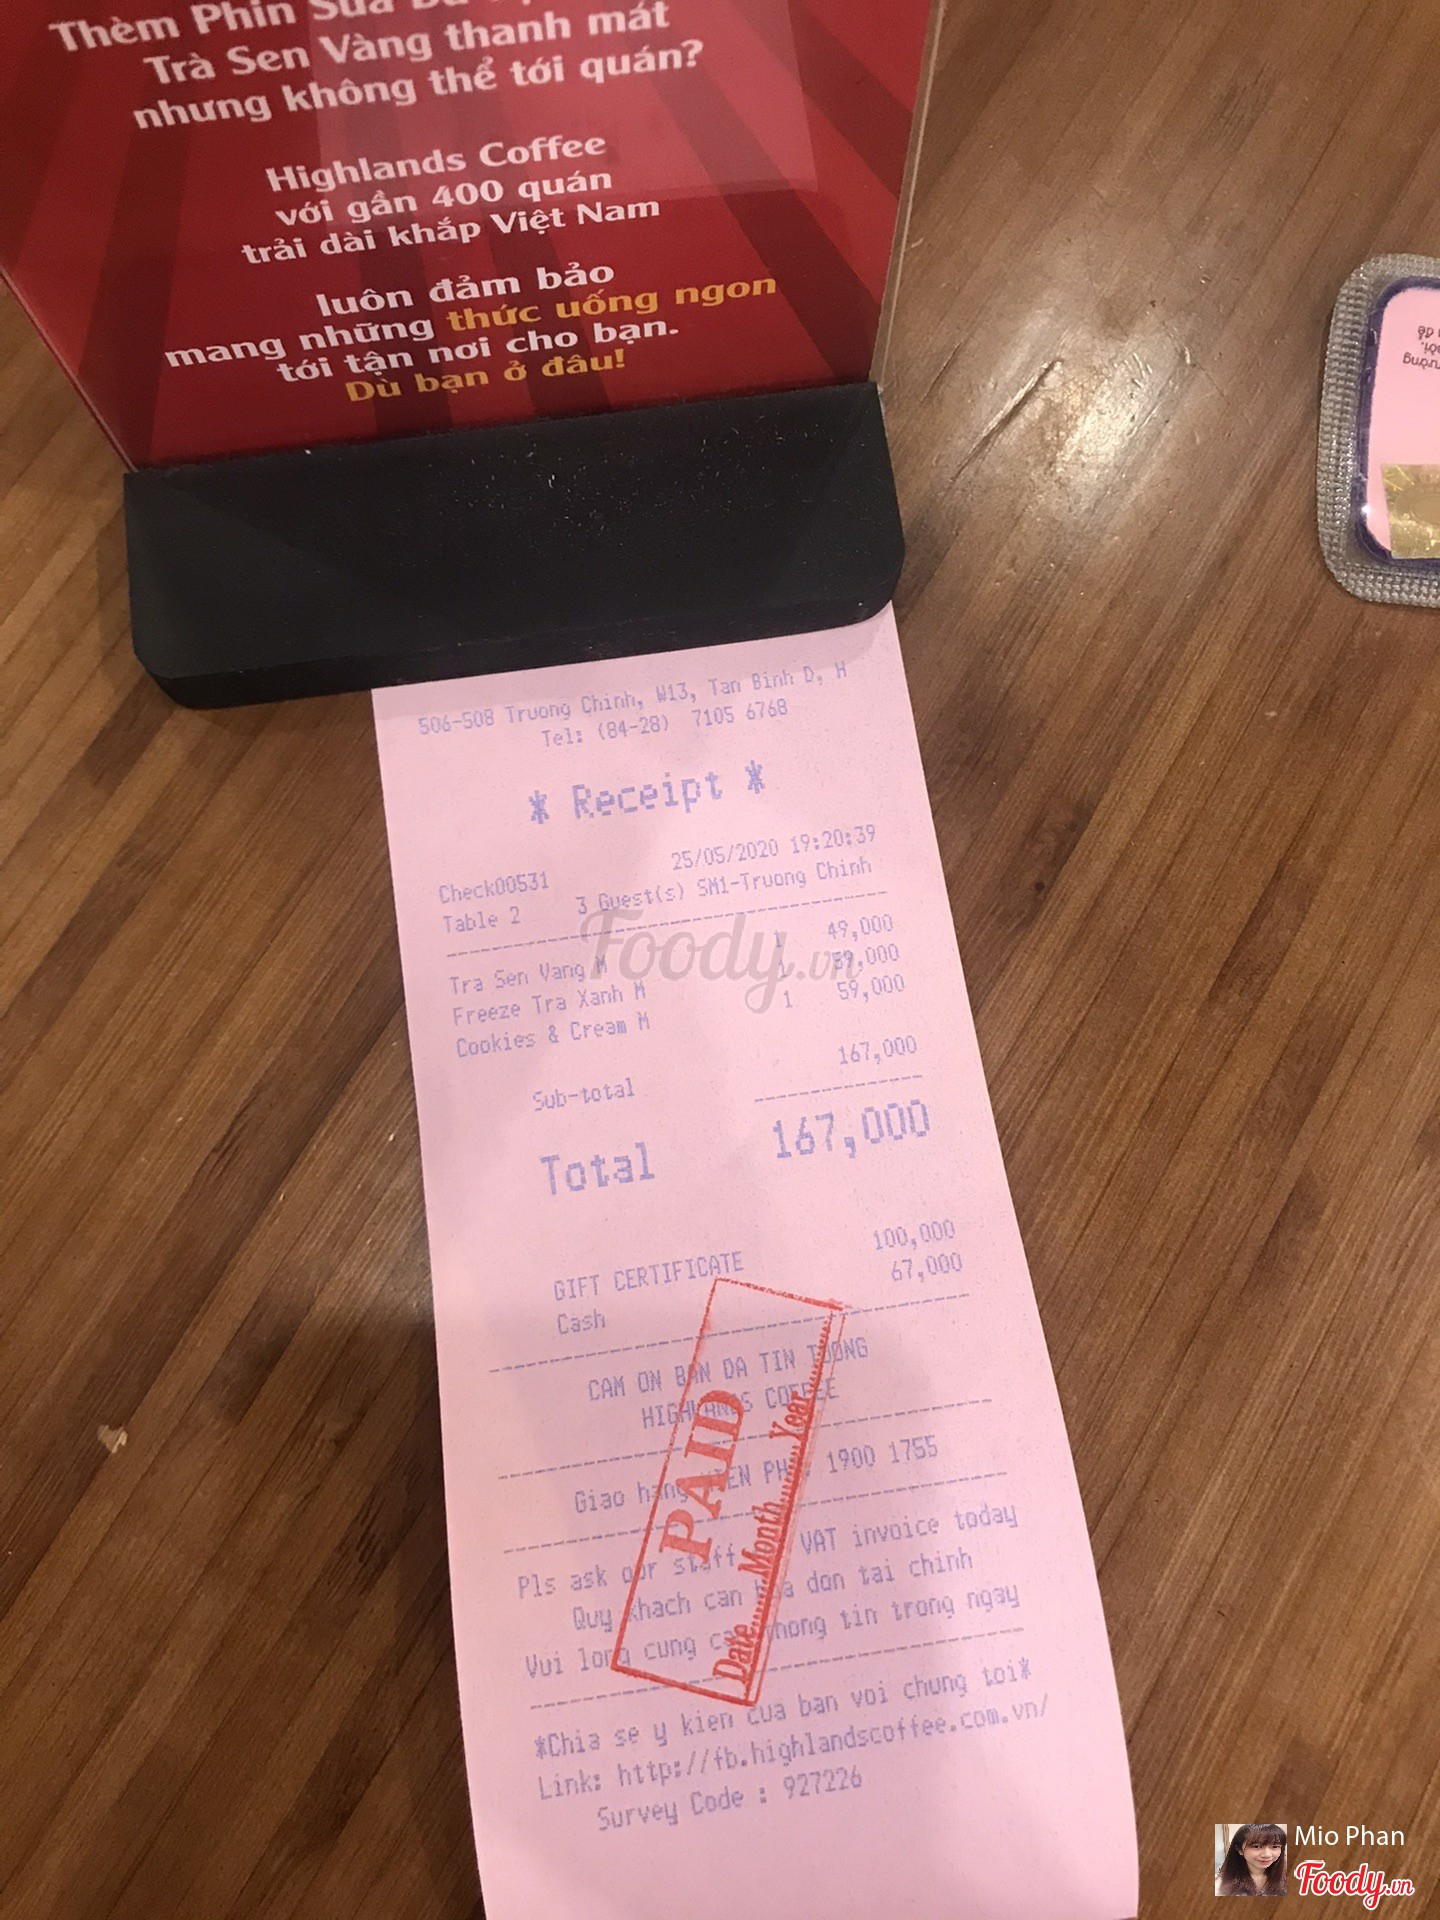 Thèm Phin Sữa
Trà Sen Vàng thanh mát
nhưng không thể tới quán?
Highlands Coffee
với gần 400 quán
trải dài khắp Việt Nam
luôn đảm bảo
mang những thức uống ngon
tới tận nơi cho bạn.
Dù bạn ở đâu!
506-508 Truong Chinh, W13, Tan Binh D, H
Tel: (84-28) 7105 6768
* Receipt *
25/05/2020 19:20:39
Check00531
Table 2 3 Guest(s) SM1-Truong Chinh
Tra Sen Vang M 1 49,000
Freeze Tra Xanh M 1 59,000
Cookies & Cream M 1 59,000
Sub-total 167,000
Total 167,000
GIFT CERTIFICATE 100,000
Cash 67,000
CAM ON BAN DA TIN TUONG
HIGHLANDS COFFEE
Giao hang 1900 1755
Pls ask our staff VAT invoice today
Quy khach can hoa don tai chinh
Vui long cung cap thong tin trong ngay
*Chia se y kien cua ban voi chung toi*
Link: http://fb.highlandscoffee.com.vn/
Survey Code : 927226
PAID
Date......Month.........Year.........
Foody.vn
Mio Phan
Foody.vn